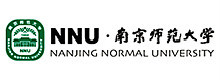 NNU·南京师范大学
NANJING NORMAL UNIVERSITY